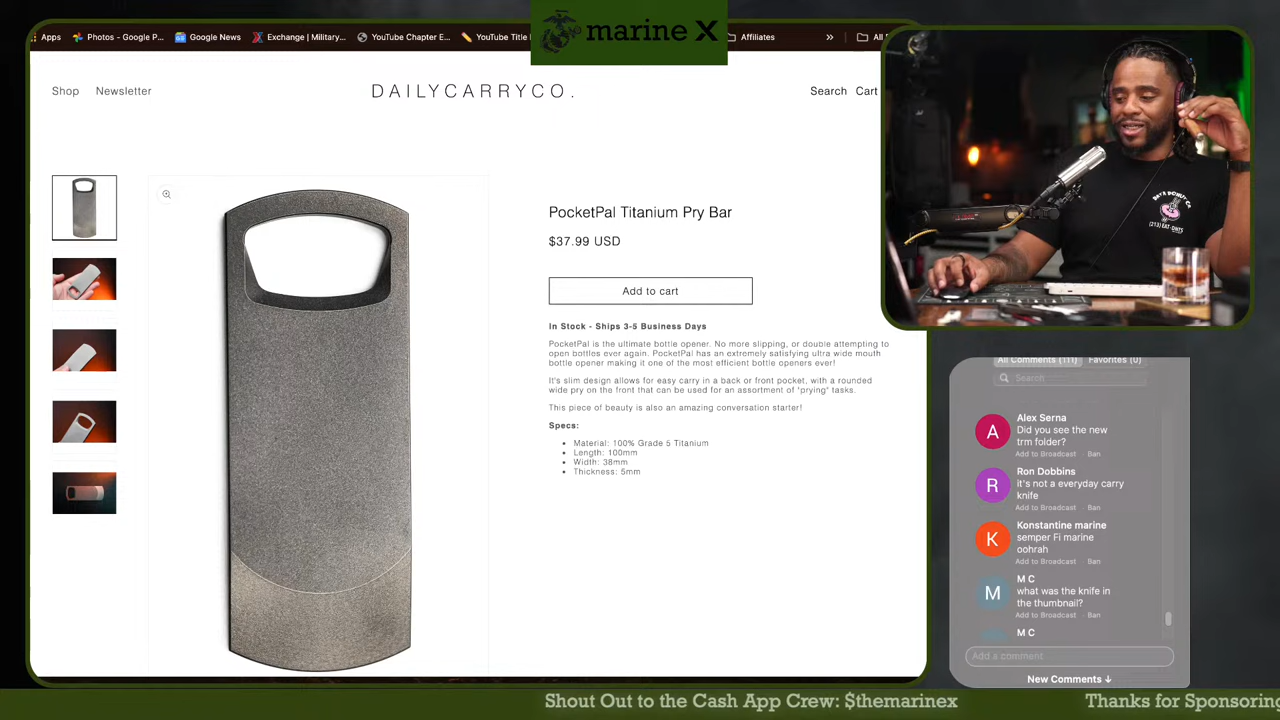 marine X
Apps
Photos - Google P...
Google News
Exchange | Military...
YouTube Chapter E...
YouTube Title
Affiliates
»
Shop
Newsletter
DAILYCARRYCO.
Search
Cart
PocketPal Titanium Pry Bar
$37.99 USD
Add to cart
In Stock - Ships 3-5 Business Days
PocketPal is the ultimate bottle opener. No more slipping, or double attempting to
open bottles ever again. PocketPal has an extremely satisfying ultra wide mouth
bottle opener making it one of the most efficient bottle openers ever!
It's slim design allows for easy carry in a back or front pocket, with a rounded
wide pry on the front that can be used for an assortment of 'prying' tasks.
This piece of beauty is also an amazing conversation starter!
Specs:
• Material: 100% Grade 5 Titanium
• Length: 100mm
• Width: 38mm
• Thickness: 5mm
(213) EAT-ONTS
All Comments (111)
Favorites (0)
Search
A
Alex Serna
Did you see the new
trm folder?
Add to Broadcast · Ban
R
Ron Dobbins
it's not a everyday carry
knife
Add to Broadcast · Ban
K
Konstantine marine
semper Fi marine
oohrah
Add to Broadcast · Ban
M
M C
what was the knife in
the thumbnail?
Add to Broadcast · Ban
M C
Add a comment
New Comments ↓
Shout Out to the Cash App Crew: $themarinex
Thanks for Sponsoring